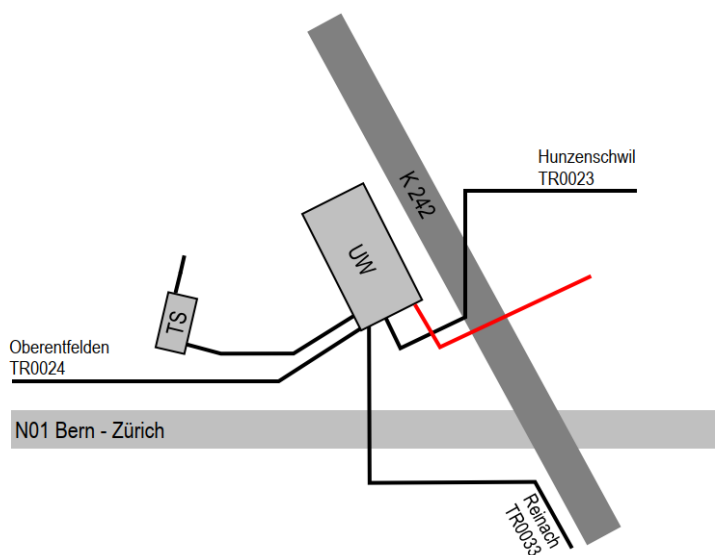 Hunzenschwil
TR0023
K 242
UW
TS
Oberentfelden
TR0024
N01 Bern - Zürich
Reinach
TR0033